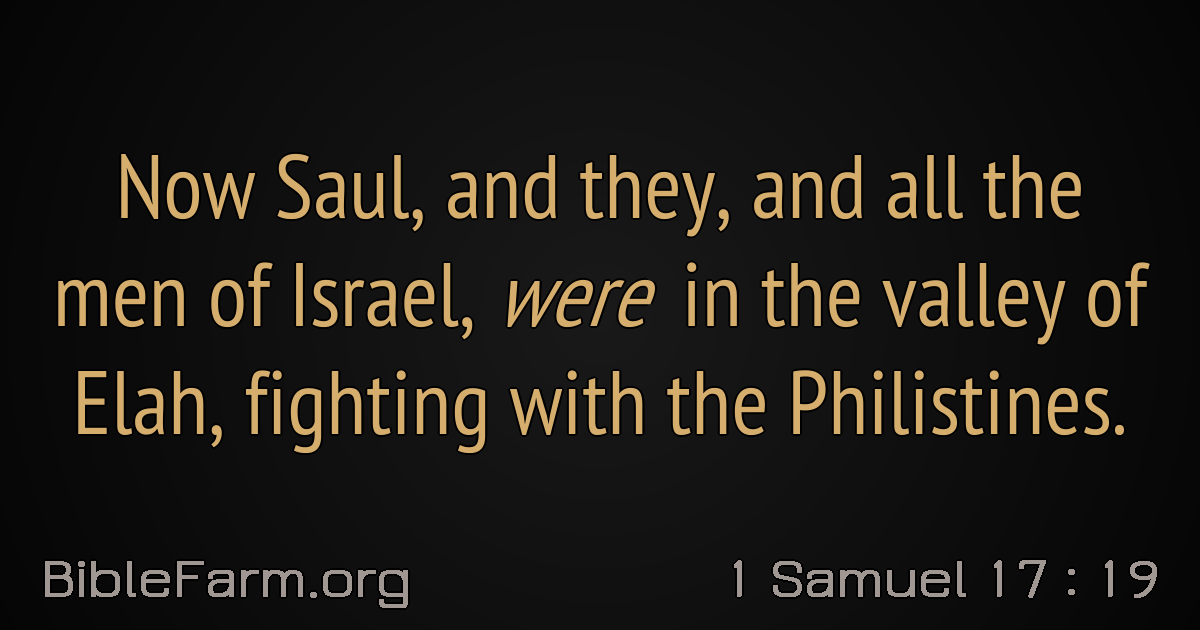 Now Saul, and they, and all the
men of Israel, were in the valley of
Elah, fighting with the Philistines.
BibleFarm.org
1 Samuel 17 : 19